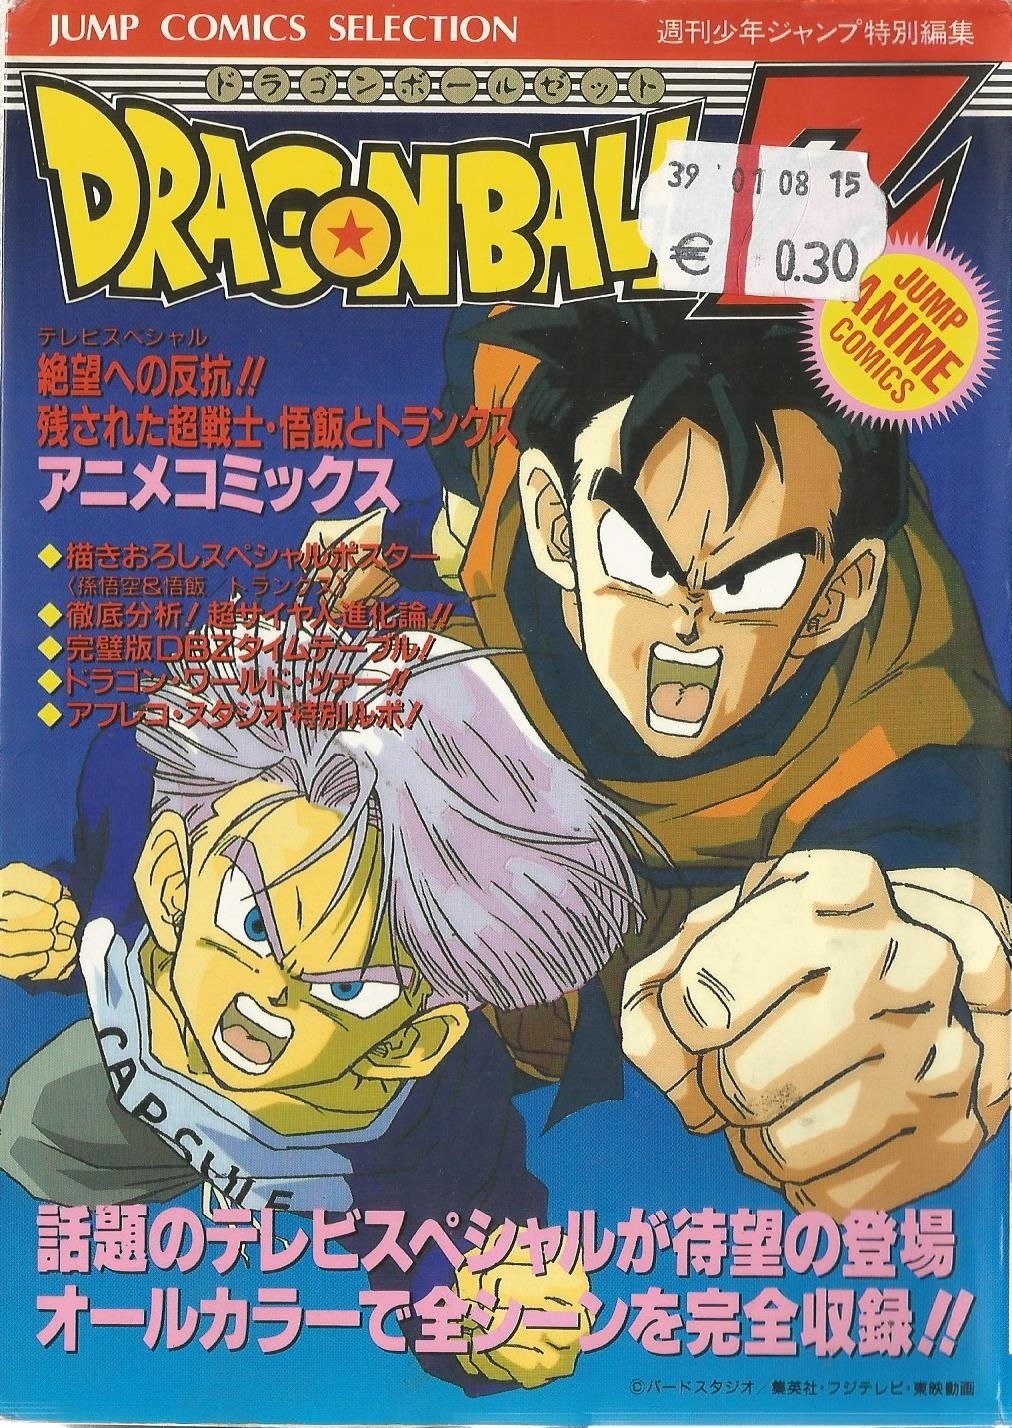 JUMP COMICS SELECTION
週刊少年ジャンプ特別編集
ドラゴンボールゼット
DRAGONBALL Z
39 01 08 15
€ 0.30
JUMP
ANIME
COMICS
テレビスペシャル
絶望への反抗!!
残された超戦士・悟飯とトランクス
アニメコミックス
◆描きおろしスペシャルポスター
〈孫悟空&悟飯/トランクス〉
◆徹底分析!超サイヤ人進化論!!
◆完璧版DBZタイムテーブル!
◆ドラゴン・ワールド・ツアー!!
◆アフレコ・スタジオ特別ルポ!
CAPSULE
話題のテレビスペシャルが待望の登場
オールカラーで全シーンを完全収録!!
©バードスタジオ/集英社・フジテレビ・東映動画